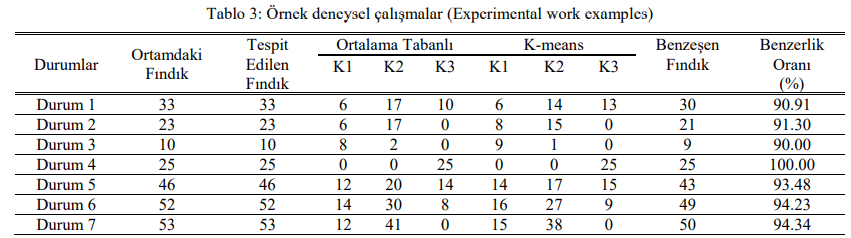 Tablo 3: Örnek deneysel çalışmalar (Experimental work examples)
Durumlar Ortamdaki Fındık Tespit Edilen Fındık Ortalama Tabanlı K-means Benzeşen Fındık Benzerlik Oranı (%)
K1 K2 K3 K1 K2 K3
Durum 1 33 33 6 17 10 6 14 13 30 90.91
Durum 2 23 23 6 17 0 8 15 0 21 91.30
Durum 3 10 10 8 2 0 9 1 0 9 90.00
Durum 4 25 25 0 0 25 0 0 25 25 100.00
Durum 5 46 46 12 20 14 14 17 15 43 93.48
Durum 6 52 52 14 30 8 16 27 9 49 94.23
Durum 7 53 53 12 41 0 15 38 0 50 94.34